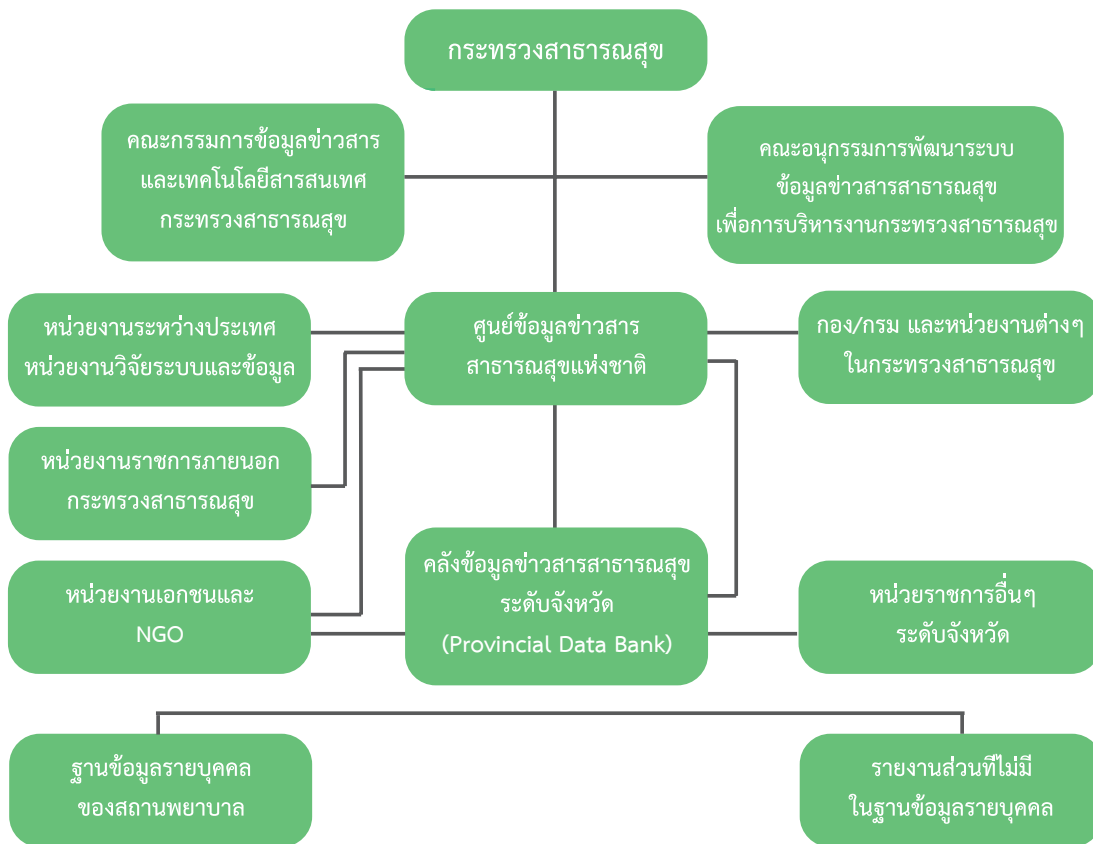 กระทรวงสาธารณสุข
คณะกรรมการข้อมูลข่าวสาร
และเทคโนโลยีสารสนเทศ
กระทรวงสาธารณสุข
คณะอนุกรรมการพัฒนาระบบ
ข้อมูลข่าวสารสาธารณสุข
เพื่อการบริหารงานกระทรวงสาธารณสุข
หน่วยงานระหว่างประเทศ
หน่วยงานวิจัยระบบและข้อมูล
ศูนย์ข้อมูลข่าวสาร
สาธารณสุขแห่งชาติ
กอง/กรม และหน่วยงานต่างๆ
ในกระทรวงสาธารณสุข
หน่วยงานราชการภายนอก
กระทรวงสาธารณสุข
หน่วยงานเอกชนและ
NGO
คลังข้อมูลข่าวสารสาธารณสุข
ระดับจังหวัด
(Provincial Data Bank)
หน่วยราชการอื่นๆ
ระดับจังหวัด
ฐานข้อมูลรายบุคคล
ของสถานพยาบาล
รายงานส่วนที่ไม่มี
ในฐานข้อมูลรายบุคคล